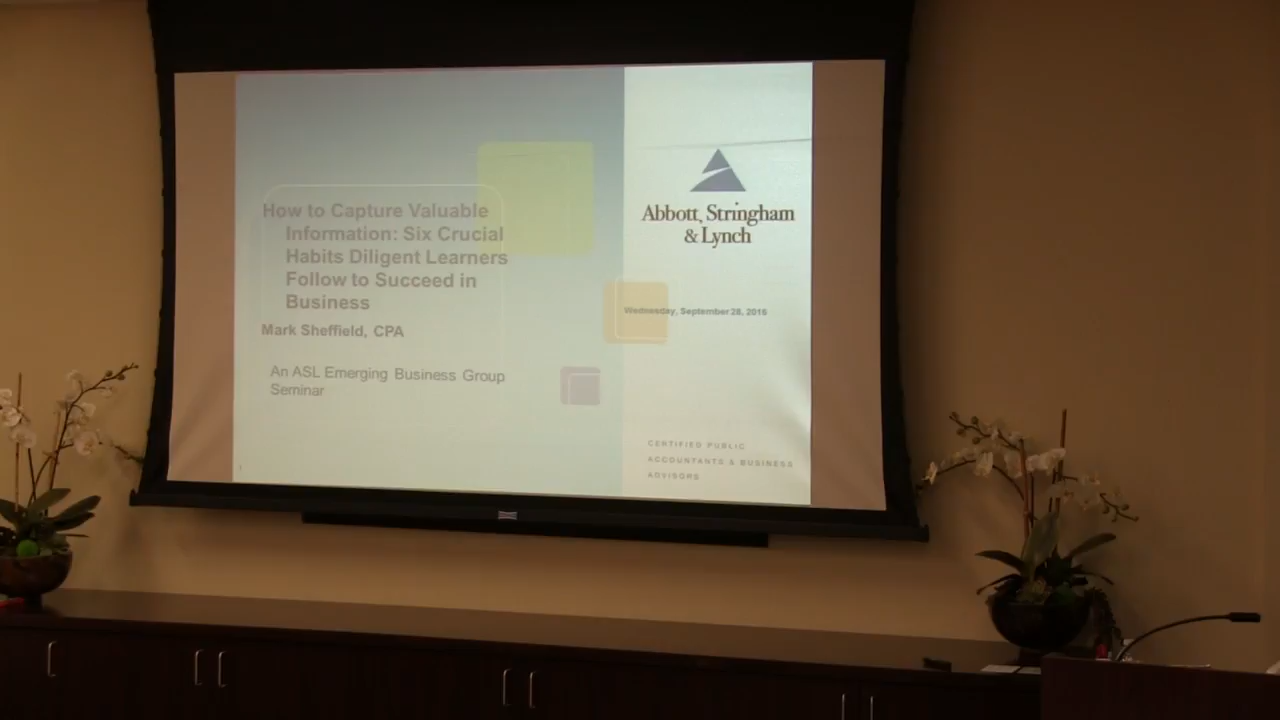 How to Capture Valuable
Information: Six Crucial
Habits Diligent Learners
Follow to Succeed in
Business
Mark Sheffield, CPA
An ASL Emerging Business Group
Seminar
Abbott, Stringham
& Lynch
Wednesday, September 28, 2016
CERTIFIED PUBLIC
ACCOUNTANTS & BUSINESS
ADVISORS